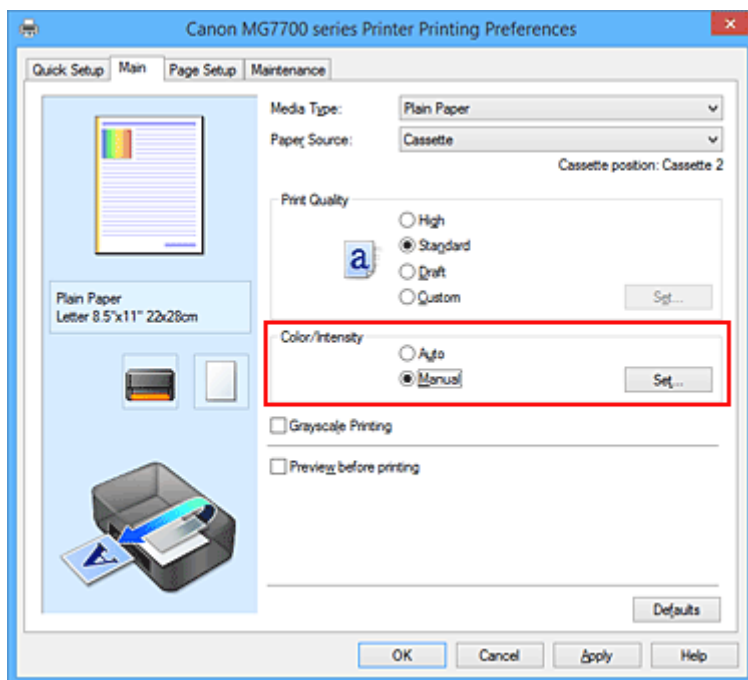 Canon MG7700 series Printer Printing Preferences
Quick Setup Main Page Setup Maintenance
Media Type: Plain Paper
Paper Source: Cassette
Cassette position: Cassette 2
Print Quality
High
Standard
Draft
Custom Set...
a
Plain Paper
Letter 8.5"x11" 22x28cm
Color/Intensity
Auto
Manual Set...
Grayscale Printing
Preview before printing
A
Defaults
OK Cancel Apply Help